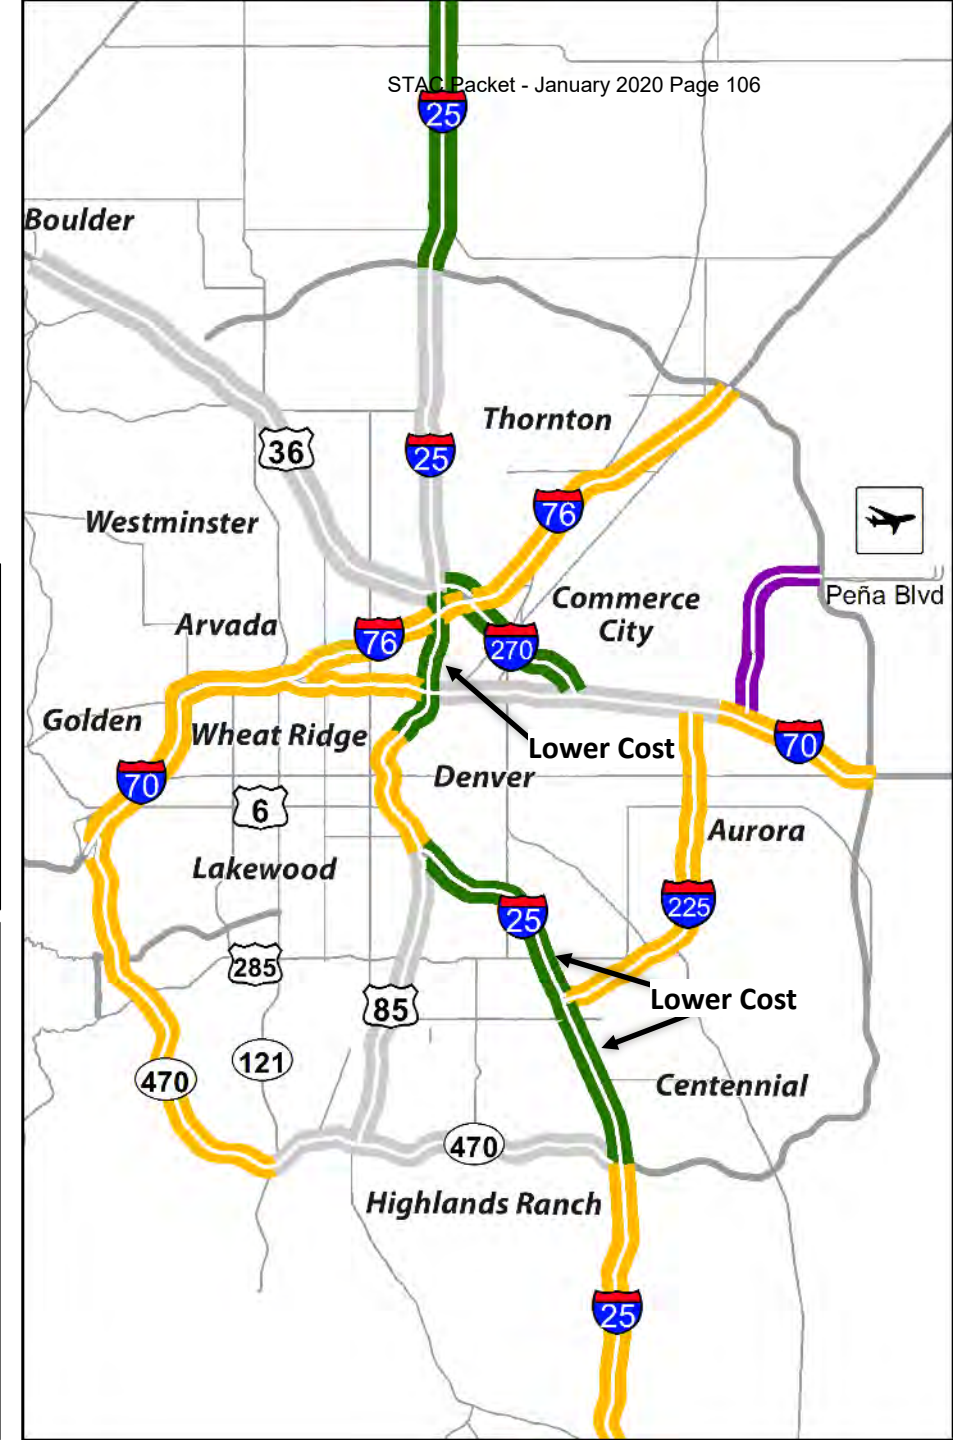 STAC Packet - January 2020 Page 106
25
Boulder
Thornton
36
25
76
Westminster
Peña Blvd
Commerce
City
Arvada
76
270
Golden
Wheat Ridge
Lower Cost
70
70
Denver
6
Aurora
Lakewood
225
25
285
Lower Cost
85
121
470
Centennial
470
Highlands Ranch
25